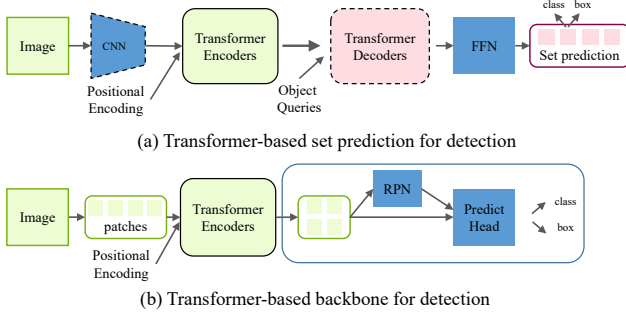 class box
Image CNN Transformer Encoders Transformer Decoders FFN Set prediction
Positional Encoding
Object Queries
(a) Transformer-based set prediction for detection
Image patches Transformer Encoders RPN Predict Head class box
Positional Encoding
(b) Transformer-based backbone for detection